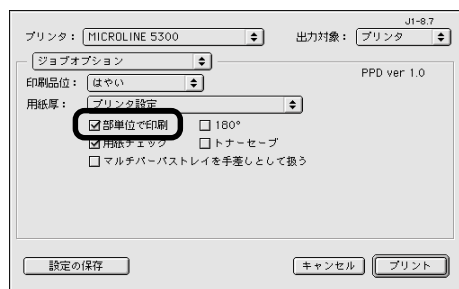 J1-8.7
プリンタ： MICROLINE 5300 出力対象： プリンタ
ジョブオプション
PPD ver 1.0
印刷品位： はやい
用紙厚： プリンタ設定
部単位で印刷 180°
用紙チェック トナーセーブ
マルチパーパストレイを手差しとして扱う
設定の保存 キャンセル プリント